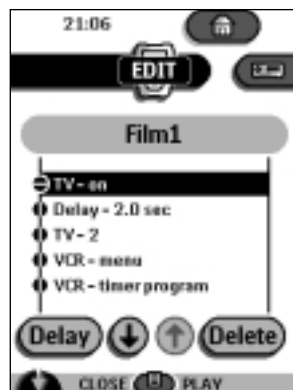 21:06
EDIT
Film1
TV - on
Delay - 2.0 sec
TV - 2
VCR - menu
VCR - timer program
Delay
Delete
CLOSE
PLAY